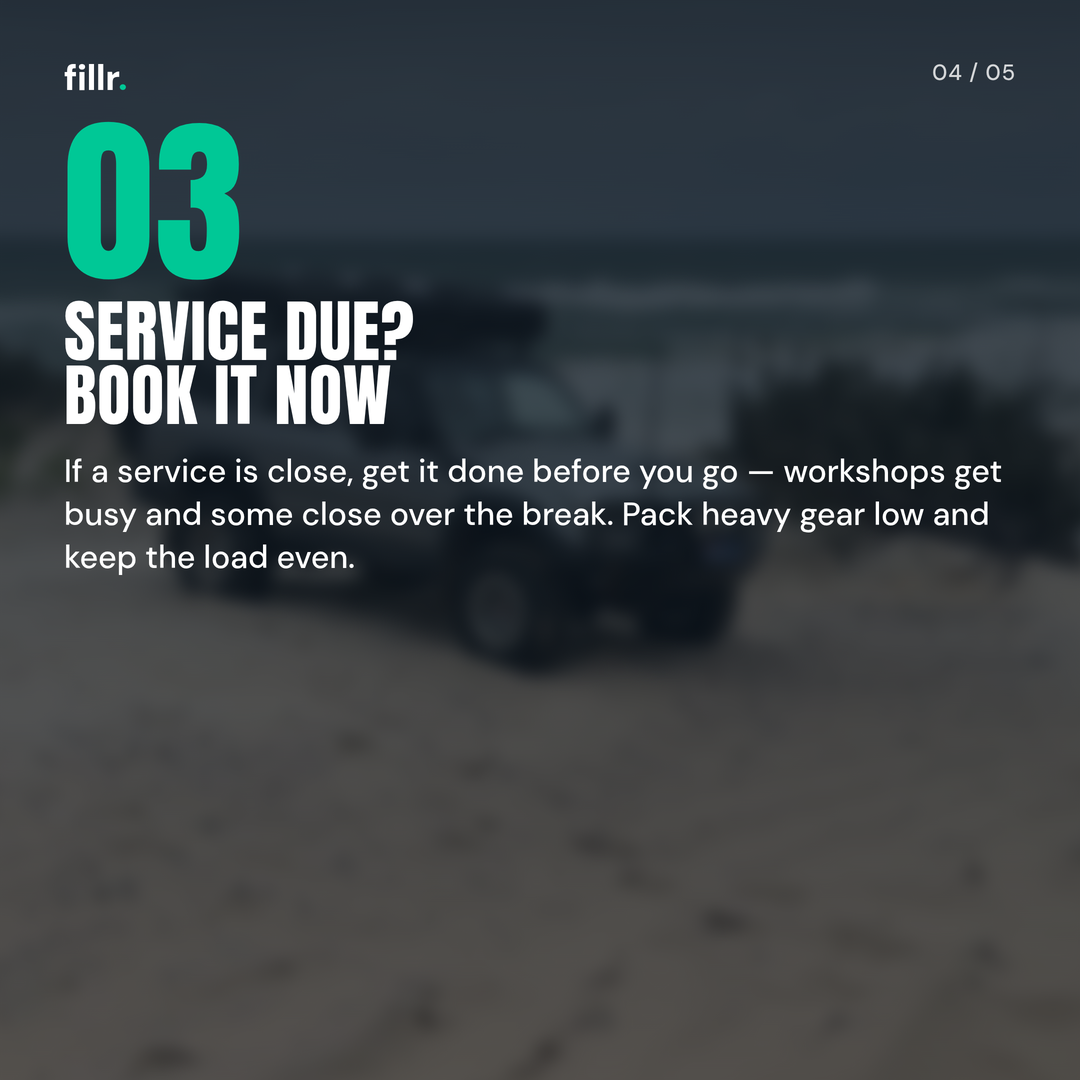 fillr.
04 / 05
03
SERVICE DUE?
BOOK IT NOW
If a service is close, get it done before you go — workshops get
busy and some close over the break. Pack heavy gear low and
keep the load even.